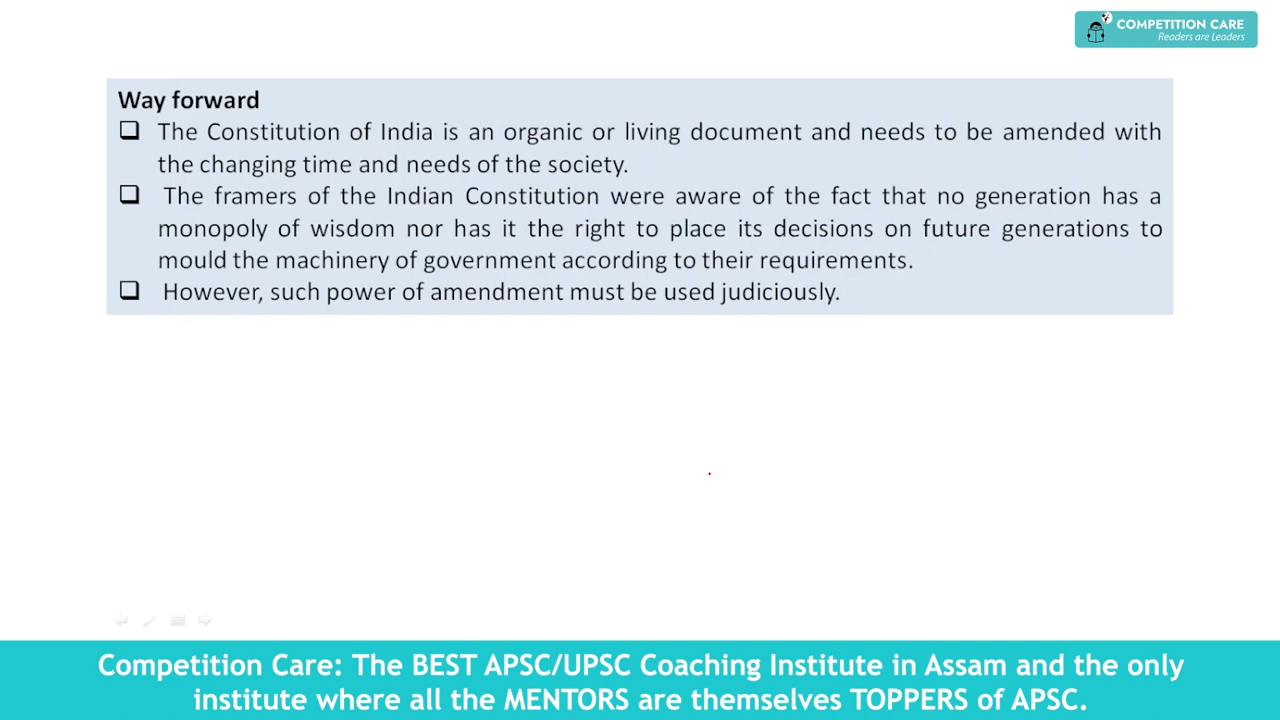 COMPETITION CARE
Readers are Leaders
Way forward
❑ The Constitution of India is an organic or living document and needs to be amended with
the changing time and needs of the society.
❑ The framers of the Indian Constitution were aware of the fact that no generation has a
monopoly of wisdom nor has it the right to place its decisions on future generations to
mould the machinery of government according to their requirements.
❑ However, such power of amendment must be used judiciously.
Competition Care: The BEST APSC/UPSC Coaching Institute in Assam and the only
institute where all the MENTORS are themselves TOPPERS of APSC.